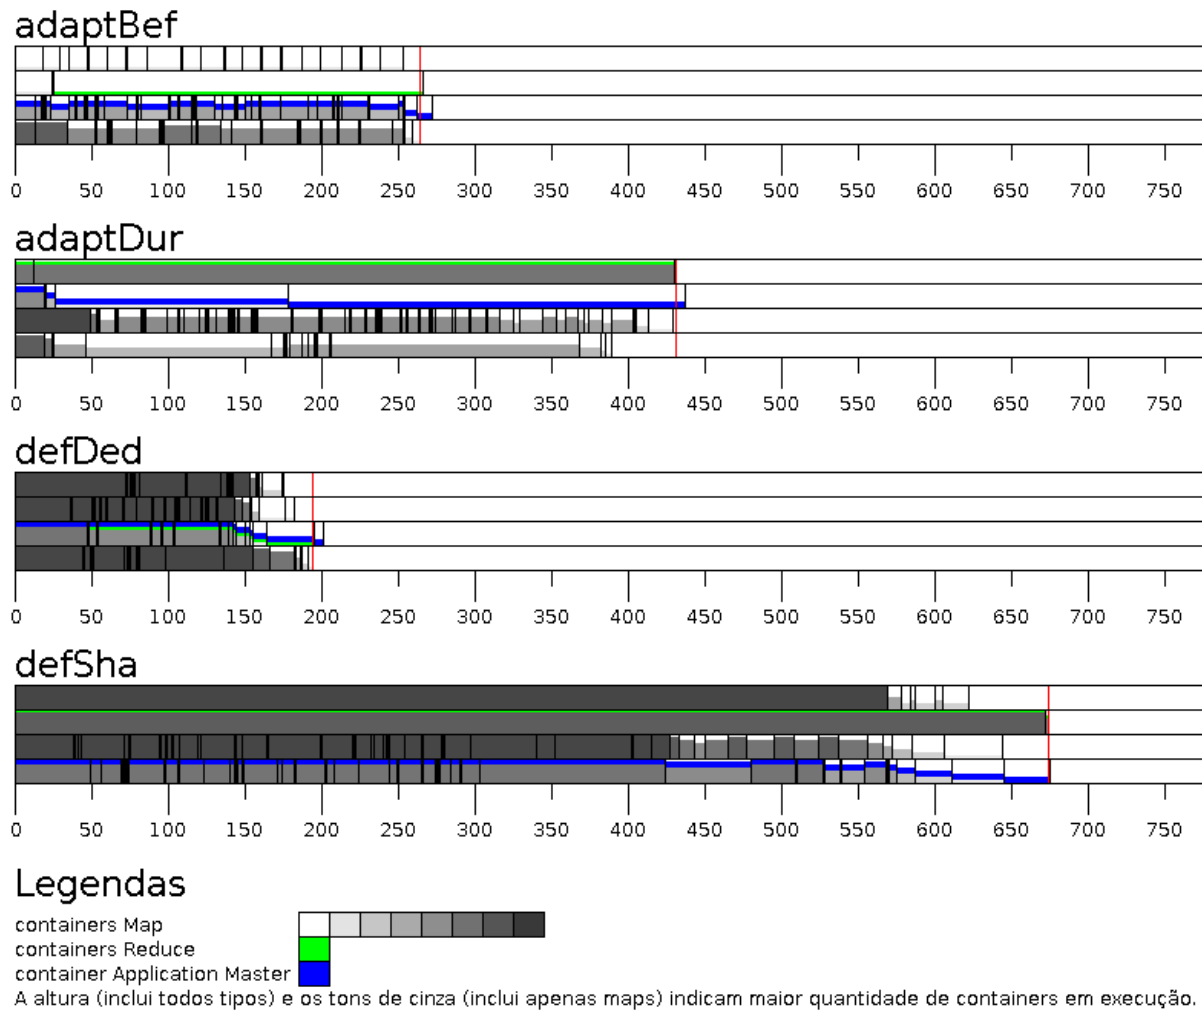 adaptBef
0 50 100 150 200 250 300 350 400 450 500 550 600 650 700 750
adaptDur
0 50 100 150 200 250 300 350 400 450 500 550 600 650 700 750
defDed
0 50 100 150 200 250 300 350 400 450 500 550 600 650 700 750
defSha
0 50 100 150 200 250 300 350 400 450 500 550 600 650 700 750
Legendas
containers Map
containers Reduce
container Application Master
A altura (inclui todos tipos) e os tons de cinza (inclui apenas maps) indicam maior quantidade de containers em execução.